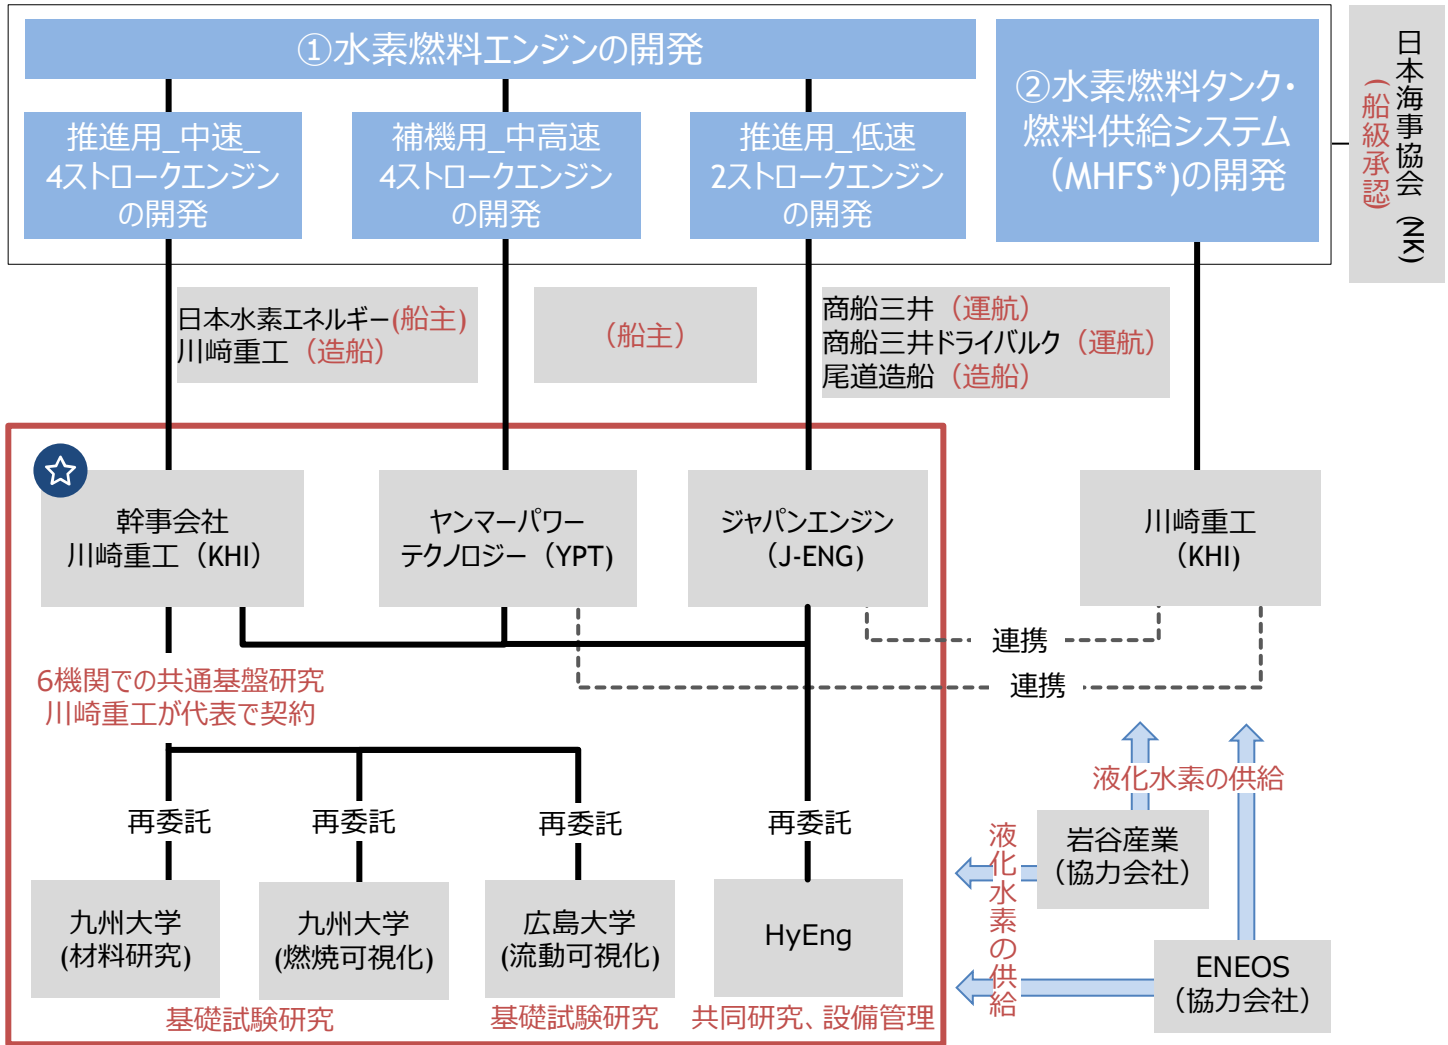 ①水素燃料エンジンの開発
推進用_中速_
4ストロークエンジン
の開発
補機用_中高速
4ストロークエンジン
の開発
推進用_低速
2ストロークエンジン
の開発
②水素燃料タンク・
燃料供給システム
（MHFS*)の開発
日本海事協会（NK）
（船級承認）
日本水素エネルギー(船主）
川﨑重工（造船）
（船主）
商船三井（運航）
商船三井ドライバルク（運航）
尾道造船（造船）
幹事会社
川崎重工（KHI）
ヤンマーパワー
テクノロジー（YPT)
ジャパンエンジン
（J-ENG)
川崎重工
（KHI)
連携
連携
6機関での共通基盤研究
川崎重工が代表で契約
再委託
再委託
再委託
再委託
九州大学
(材料研究)
九州大学
(燃焼可視化)
広島大学
(流動可視化)
HyEng
基礎試験研究
基礎試験研究
共同研究、設備管理
液化水素の供給
液化水素の供給
岩谷産業
（協力会社）
ENEOS
（協力会社）